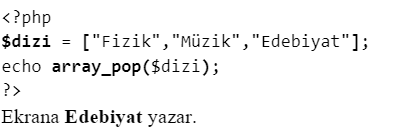 <?php
$dizi = ["Fizik","Müzik","Edebiyat"];
echo array_pop($dizi);
?>
Ekrana Edebiyat yazar.